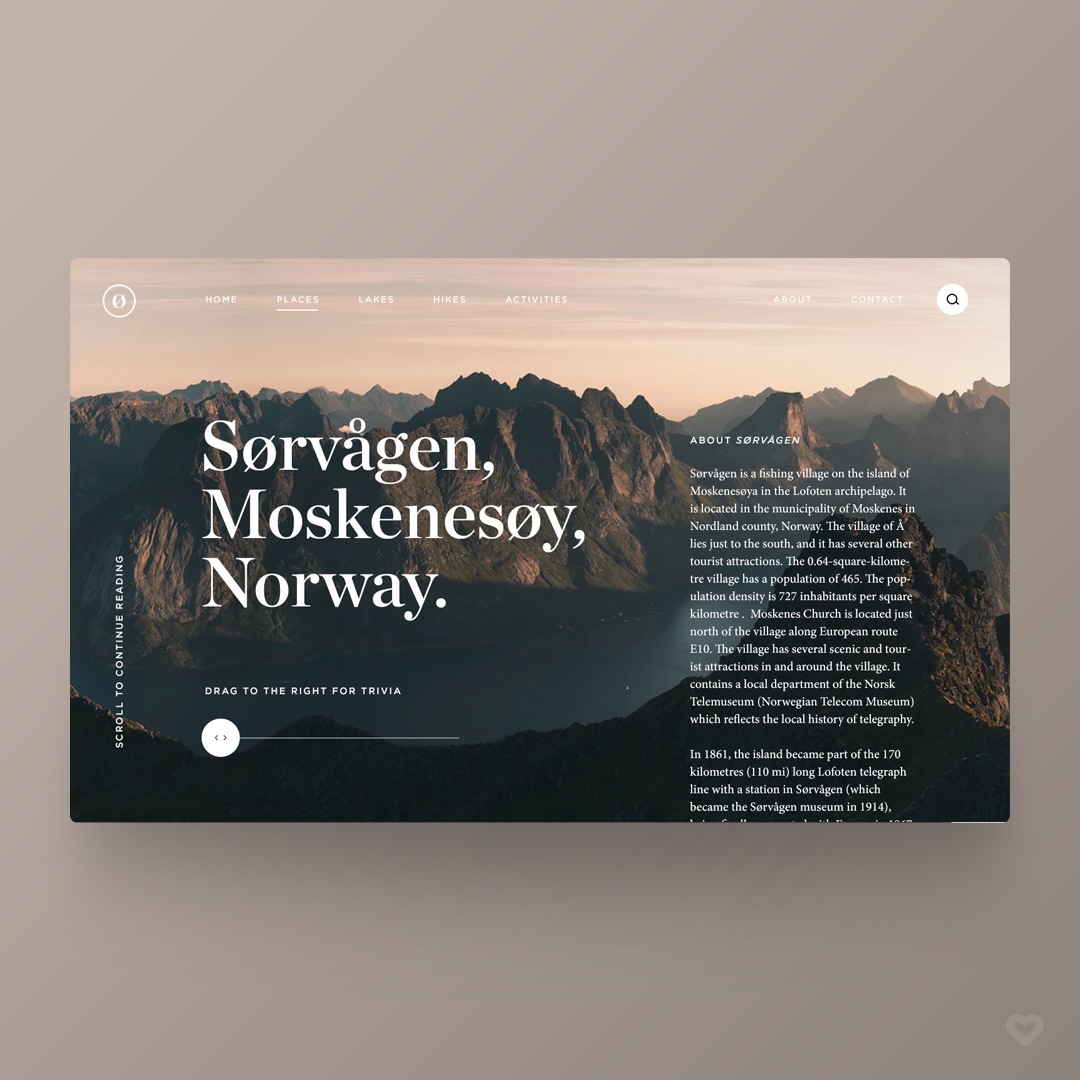 Ø
HOME PLACES LAKES HIKES ACTIVITIES ABOUT CONTACT
Sørvågen,
Moskenesøy,
Norway.
SCROLL TO CONTINUE READING
DRAG TO THE RIGHT FOR TRIVIA
ABOUT SØRVÅGEN
Sørvågen is a fishing village on the island of
Moskenesøya in the Lofoten archipelago. It
is located in the municipality of Moskenes in
Nordland county, Norway. The village of Å
lies just to the south, and it has several other
tourist attractions. The 0.64-square-kilome-
tre village has a population of 465. The pop-
ulation density is 727 inhabitants per square
kilometre .  Moskenes Church is located just
north of the village along European route
E10. The village has several scenic and tour-
ist attractions in and around the village. It
contains a local department of the Norsk
Telemuseum (Norwegian Telecom Museum)
which reflects the local history of telegraphy.
In 1861, the island became part of the 170
kilometres (110 mi) long Lofoten telegraph
line with a station in Sørvågen (which
became the Sørvågen museum in 1914),